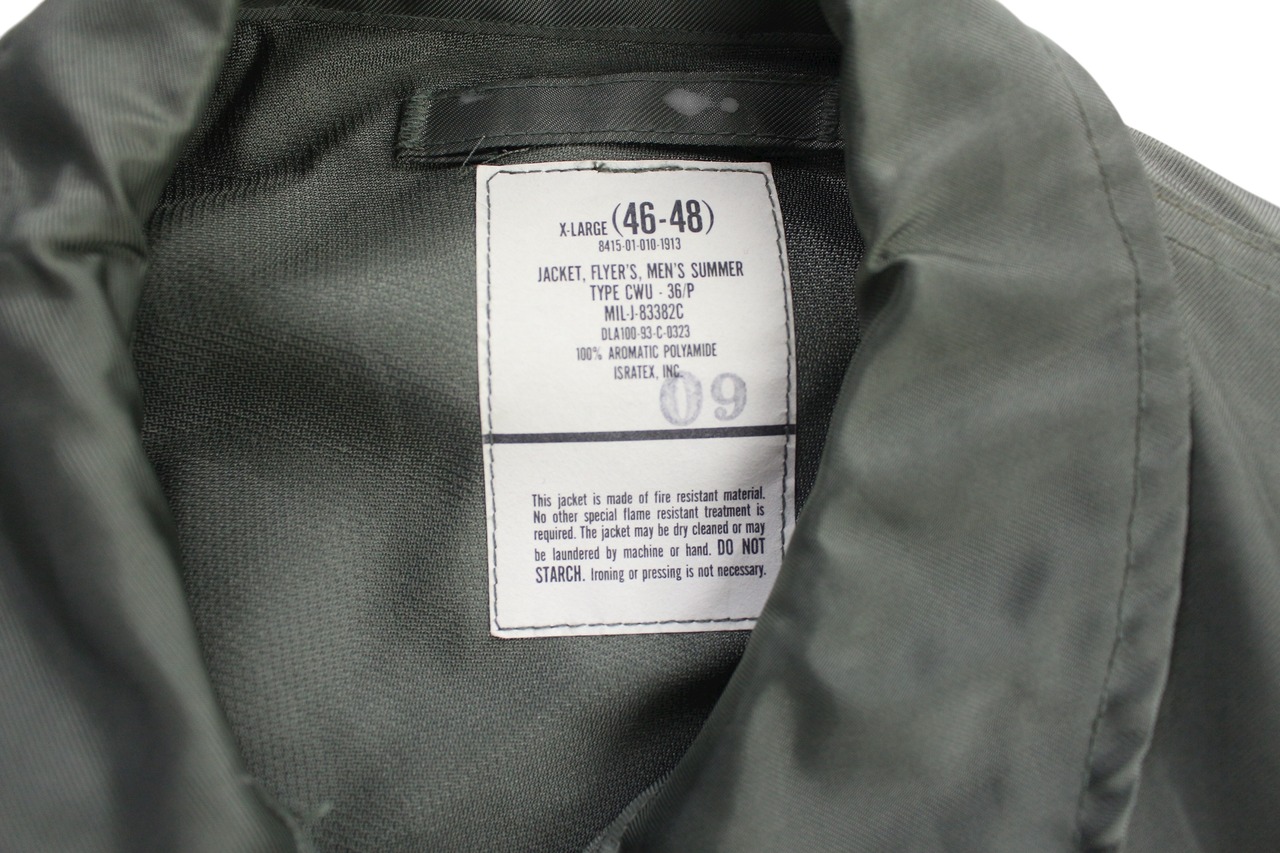 X-LARGE (46-48)
8415-01-010-1913
JACKET, FLYER'S, MEN'S SUMMER
TYPE CWU - 36/P
MIL-J-83382C
DLA100-93-C-0323
100% AROMATIC POLYAMIDE
ISRATEX, INC.
09
This jacket is made of fire resistant material.
No other special flame resistant treatment is
required. The jacket may be dry cleaned or may
be laundered by machine or hand. DO NOT
STARCH. Ironing or pressing is not necessary.